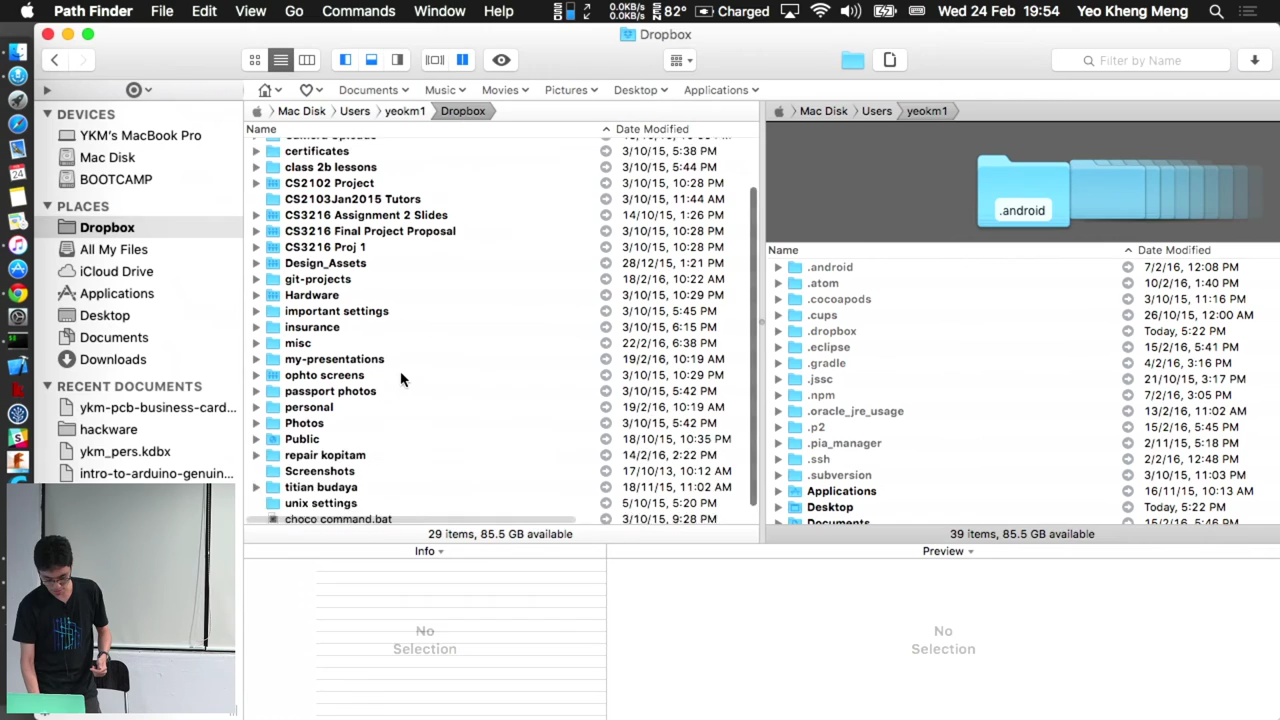 Path Finder File Edit View Go Commands Window Help 0.0KB/s 0.0KB/s 82° Charged Wed 24 Feb 19:54 Yeo Kheng Meng
Dropbox
Filter by Name
Documents Music Movies Pictures Desktop Applications
DEVICES
YKM's MacBook Pro
Mac Disk
BOOTCAMP
PLACES
Dropbox
All My Files
iCloud Drive
Applications
Desktop
Documents
Downloads
RECENT DOCUMENTS
ykm-pcb-business-card...
hackware
ykm_pers.kdbx
intro-to-arduino-genuin...
Mac Disk Users yeokm1 Dropbox
Name Date Modified
certificates 3/10/15, 5:38 PM
class 2b lessons 3/10/15, 5:44 PM
CS2102 Project 3/10/15, 10:28 PM
CS2103Jan2015 Tutors 3/10/15, 11:44 AM
CS3216 Assignment 2 Slides 14/10/15, 1:26 PM
CS3216 Final Project Proposal 3/10/15, 10:28 PM
CS3216 Proj 1 3/10/15, 10:28 PM
Design_Assets 28/12/15, 1:21 PM
git-projects 18/2/16, 10:22 AM
Hardware 3/10/15, 10:29 PM
important settings 3/10/15, 5:45 PM
insurance 3/10/15, 6:15 PM
misc 22/2/16, 6:38 PM
my-presentations 19/2/16, 10:19 AM
ophto screens 3/10/15, 10:29 PM
passport photos 3/10/15, 5:42 PM
personal 19/2/16, 10:19 AM
Photos 3/10/15, 5:42 PM
Public 18/10/15, 10:35 PM
repair kopitam 14/2/16, 2:22 PM
Screenshots 17/10/13, 10:12 AM
titian budaya 18/11/15, 11:02 AM
unix settings 5/10/15, 5:20 PM
choco command.bat 3/10/15, 9:28 PM
29 items, 85.5 GB available
Info
No
Selection
Mac Disk Users yeokm1
.android
Name Date Modified
.android 7/2/16, 12:08 PM
.atom 10/2/16, 1:40 PM
.cocoapods 3/10/15, 11:16 PM
.cups 26/10/15, 12:00 AM
.dropbox Today, 5:22 PM
.eclipse 15/2/16, 5:41 PM
.gradle 4/2/16, 3:16 PM
.jssc 21/10/15, 3:17 PM
.npm 7/2/16, 3:05 PM
.oracle_jre_usage 13/2/16, 11:02 AM
.p2 15/2/16, 5:45 PM
.pia_manager 2/11/15, 5:18 PM
.ssh 2/2/16, 12:48 PM
.subversion 3/10/15, 11:03 PM
Applications 16/11/15, 10:13 AM
Desktop Today, 5:22 PM
Documents 15/2/16, 5:46 PM
39 items, 85.5 GB available
Preview
No
Selection